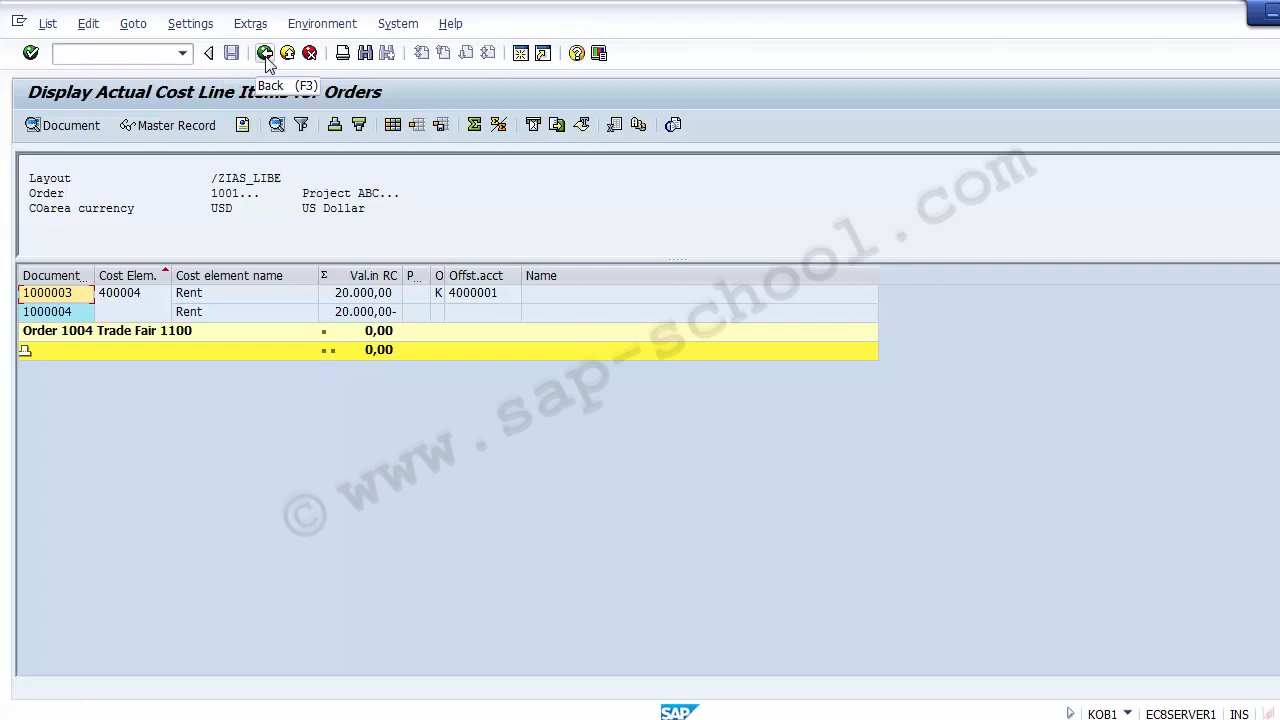 List Edit Goto Settings Extras Environment System Help
Back (F3)
Display Actual Cost Line Items for Orders
Document Master Record
Layout /ZIAS_LIBE
Order 1001... Project ABC...
COarea currency USD US Dollar
Document... Cost Elem. Cost element name Σ Val.in RC P... O Offst.acct Name
1000003 400004 Rent 20.000,00 K 4000001
1000004 Rent 20.000,00-
Order 1004 Trade Fair 1100 0,00
0,00
© www.sap-school.com
SAP KOB1 EC8SERVER1 INS